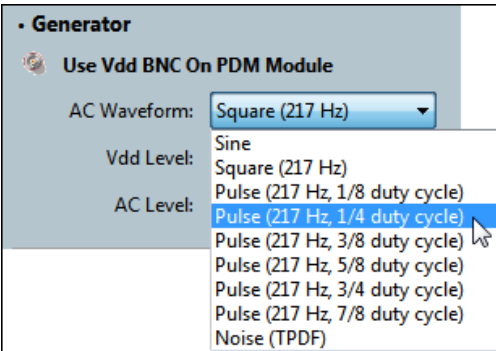 • Generator
Use Vdd BNC On PDM Module
AC Waveform: Square (217 Hz)
Vdd Level:
AC Level:
Sine
Square (217 Hz)
Pulse (217 Hz, 1/8 duty cycle)
Pulse (217 Hz, 1/4 duty cycle)
Pulse (217 Hz, 3/8 duty cycle)
Pulse (217 Hz, 5/8 duty cycle)
Pulse (217 Hz, 3/4 duty cycle)
Pulse (217 Hz, 7/8 duty cycle)
Noise (TPDF)